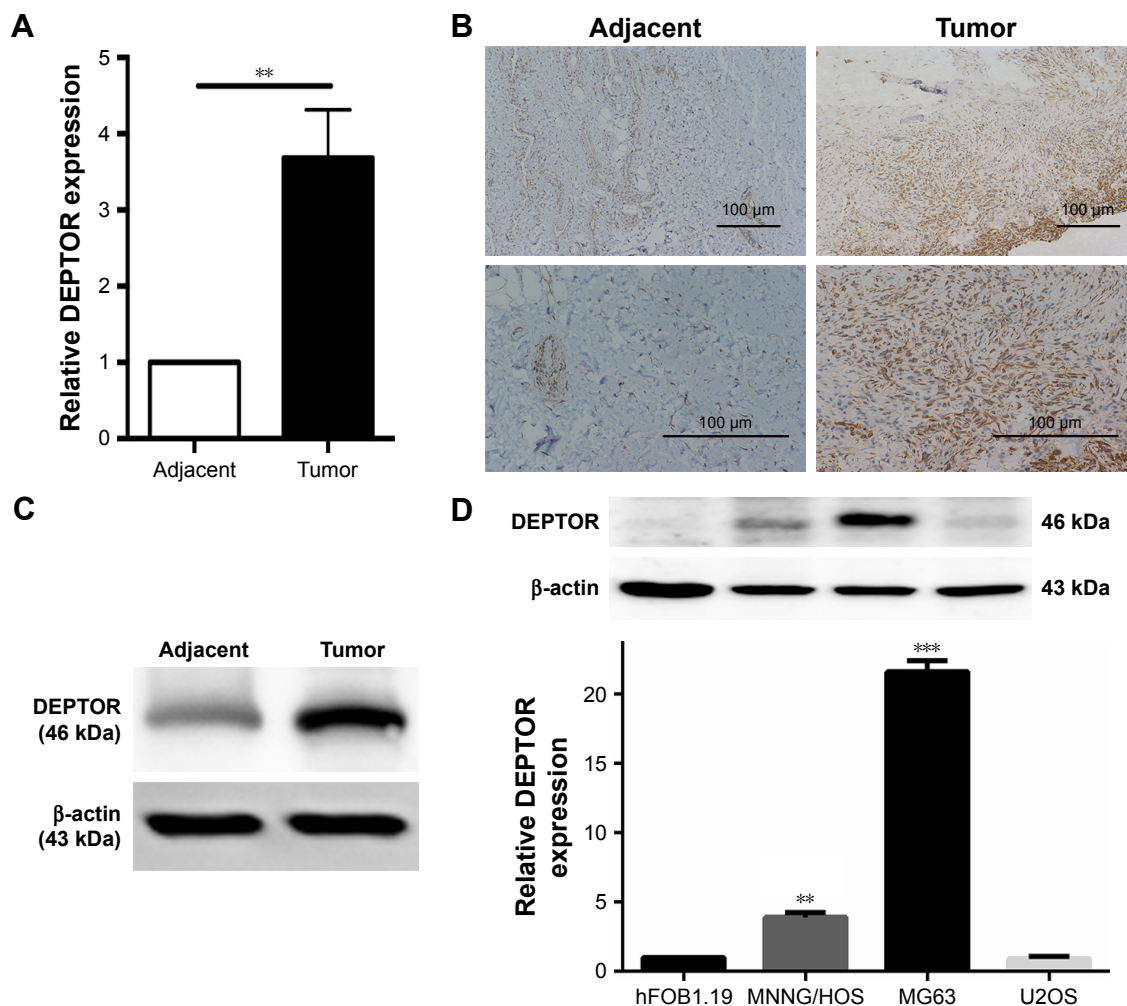 A
Relative DEPTOR expression
5
4
3
2
1
0
**
Adjacent
Tumor
B
Adjacent
Tumor
100 µm
100 µm
100 µm
100 µm
C
Adjacent
Tumor
DEPTOR
(46 kDa)
β-actin
(43 kDa)
D
DEPTOR
46 kDa
β-actin
43 kDa
Relative DEPTOR
expression
20
15
10
5
0
**
***
hFOB1.19
MNNG/HOS
MG63
U2OS